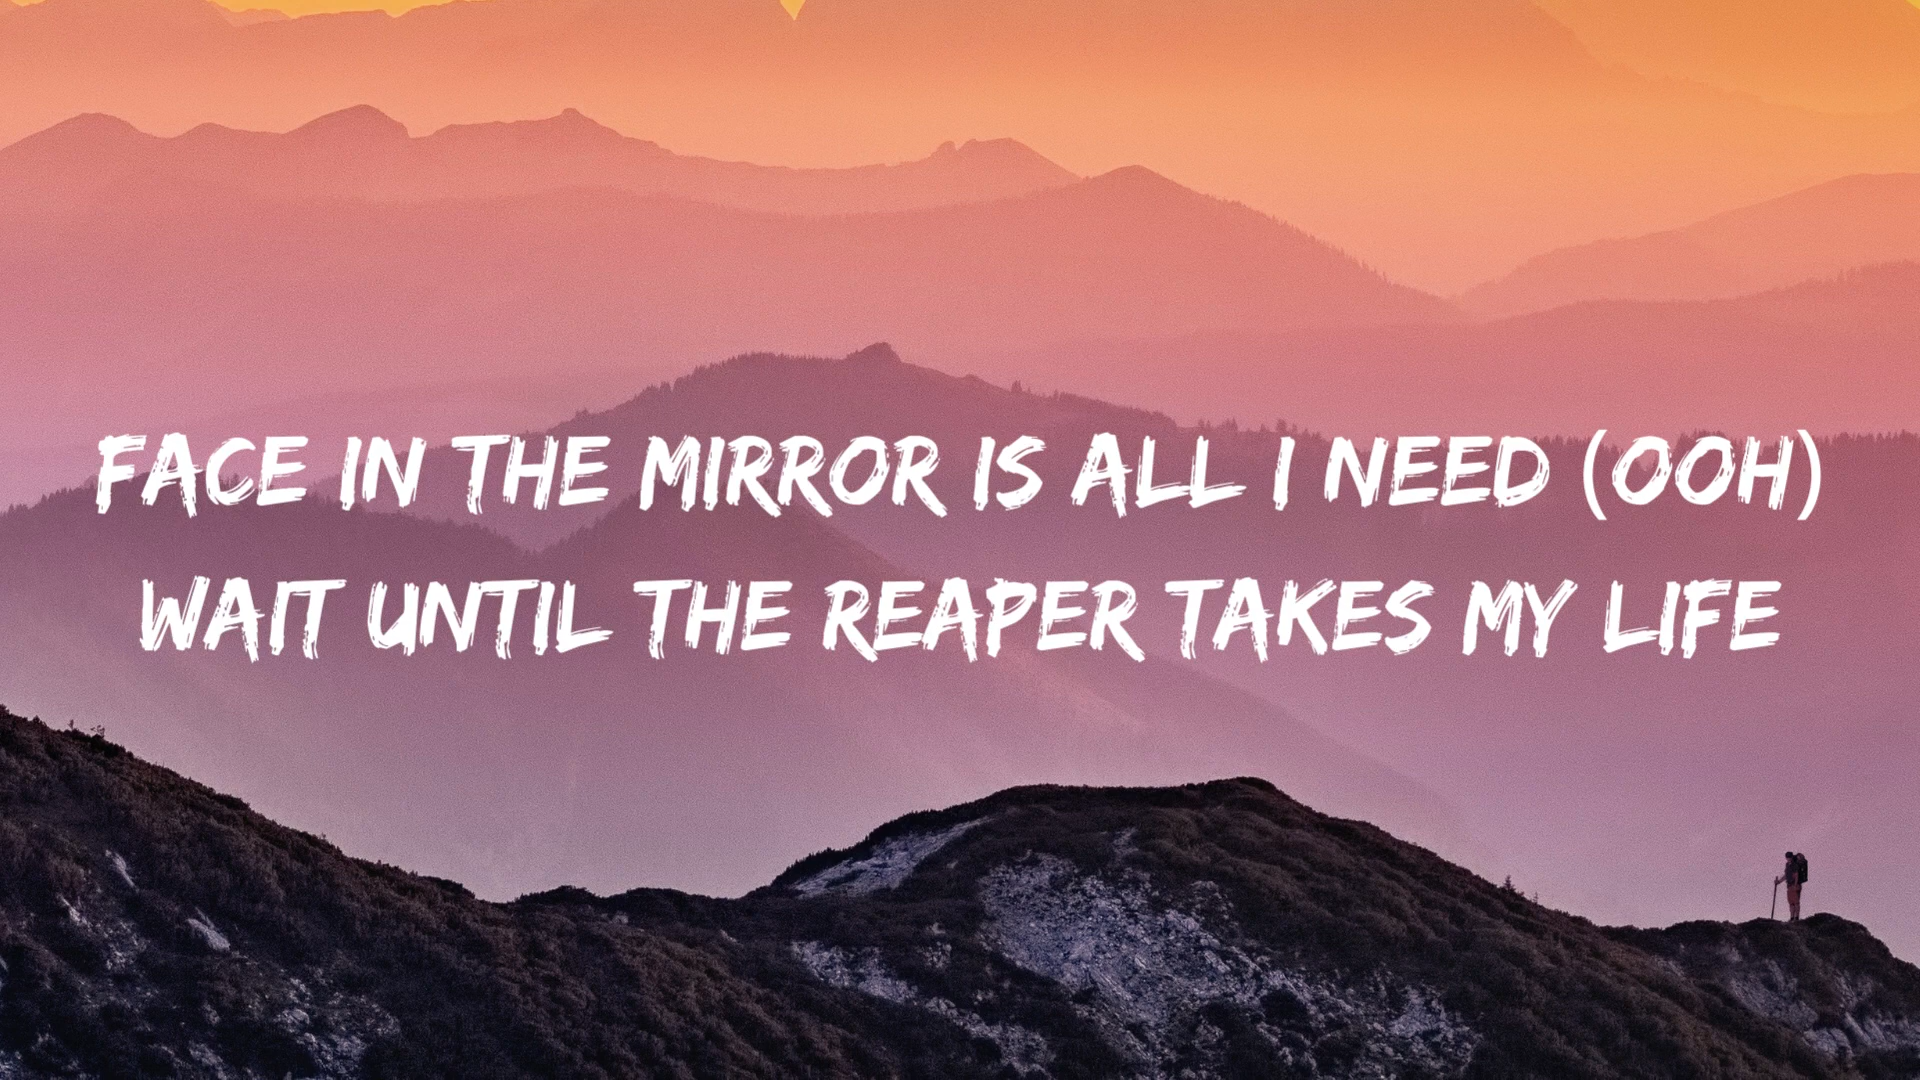 FACE IN THE MIRROR IS ALL I NEED (OOH)
WAIT UNTIL THE REAPER TAKES MY LIFE